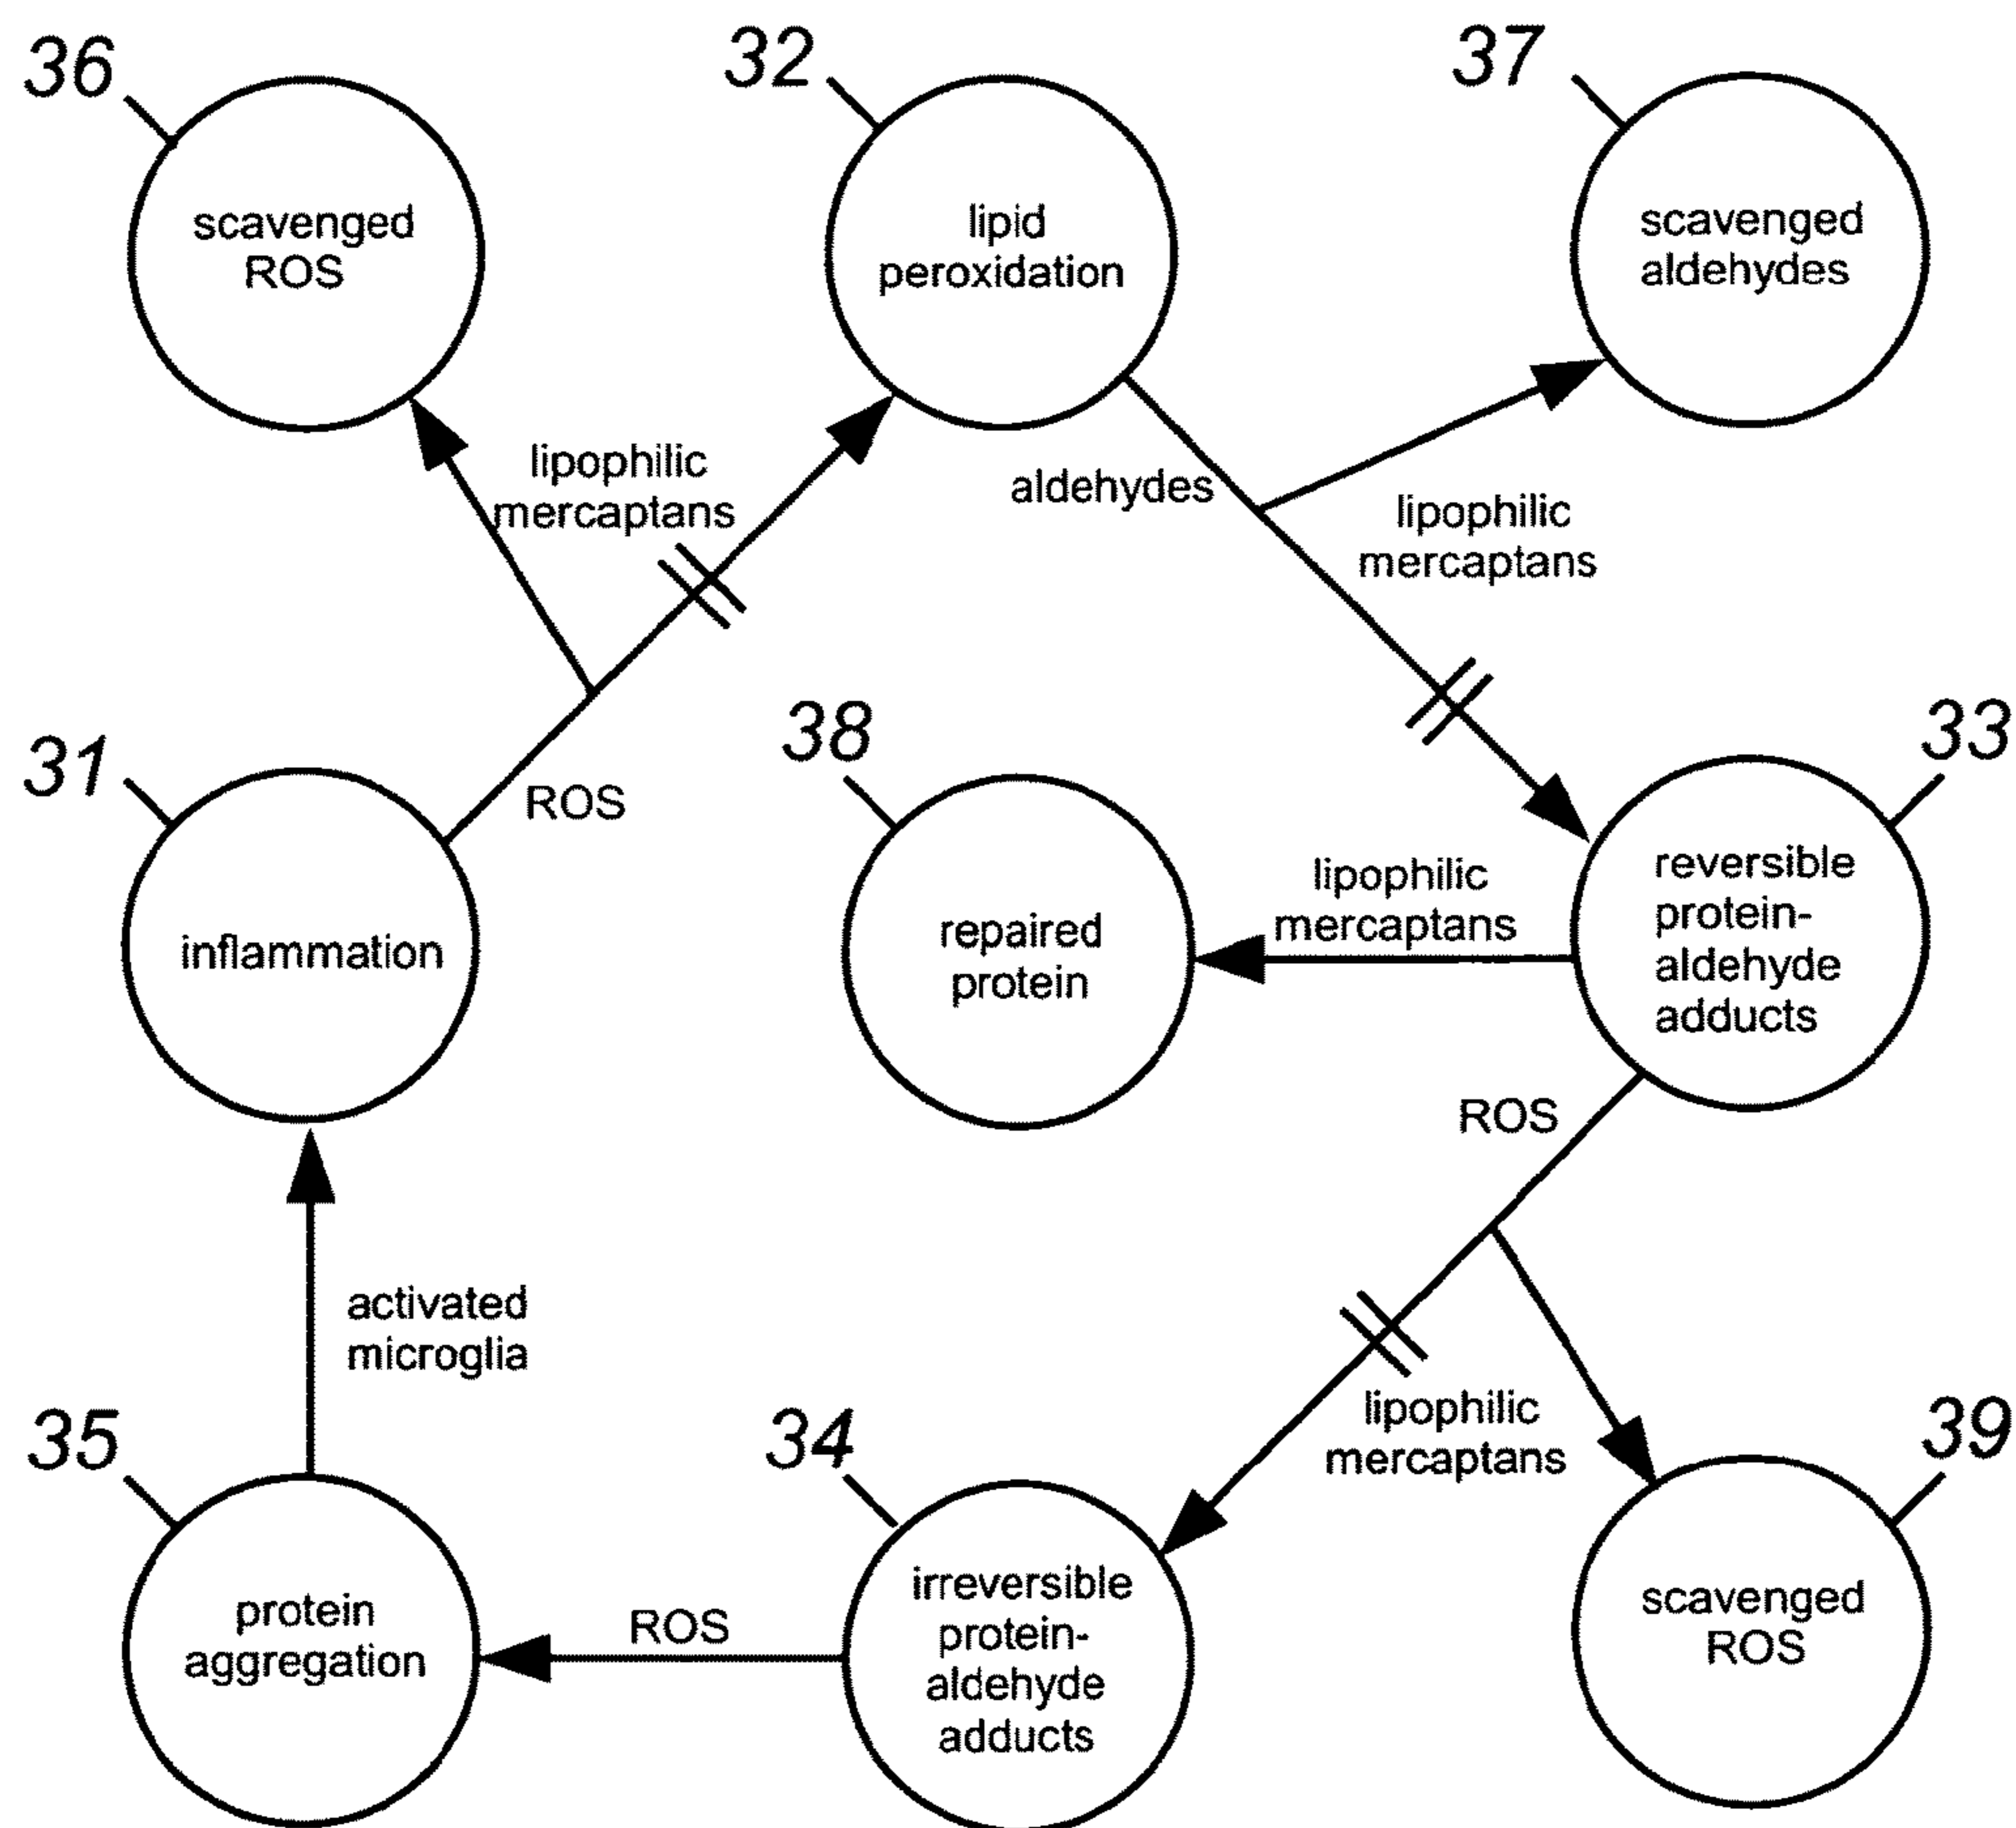 36
32
37
scavenged
ROS
lipid
peroxidation
scavenged
aldehydes
lipophilic
mercaptans
aldehydes
lipophilic
mercaptans
31
ROS
38
33
inflammation
repaired
protein
lipophilic
mercaptans
reversible
protein-
aldehyde
adducts
ROS
activated
microglia
35
34
lipophilic
mercaptans
39
protein
aggregation
ROS
irreversible
protein-
aldehyde
adducts
scavenged
ROS